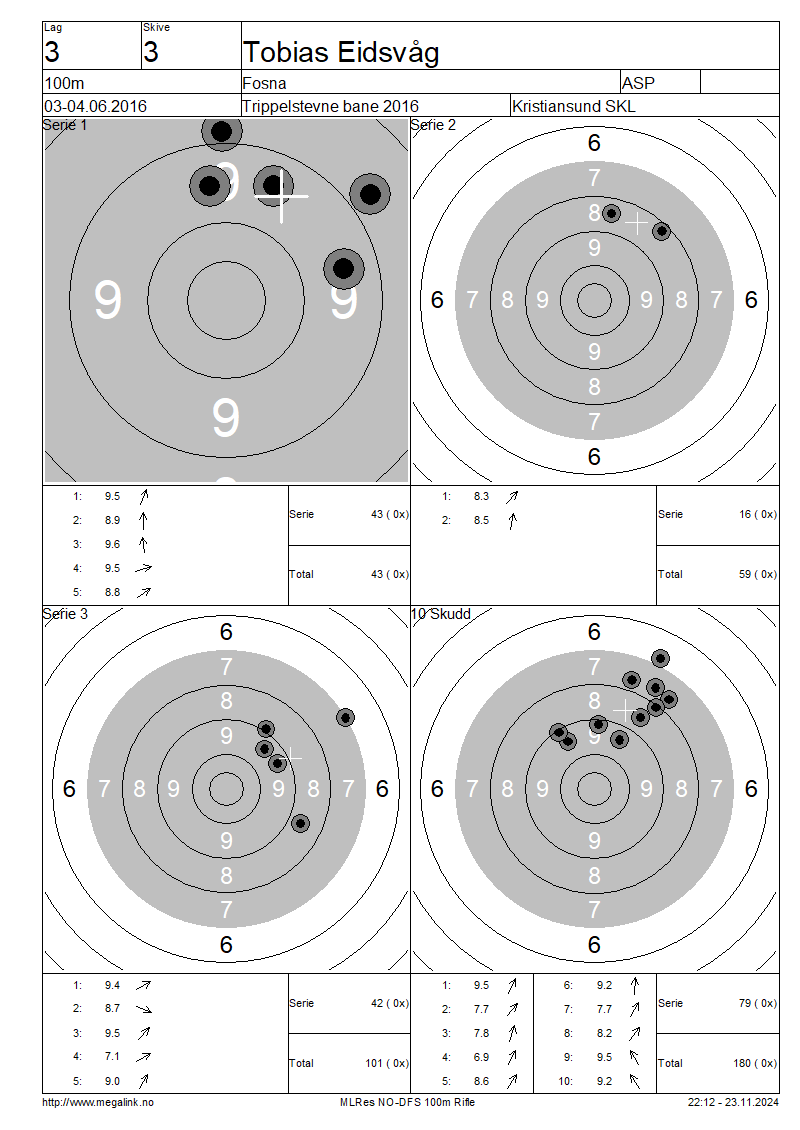 Lag Skive
3 3 Tobias Eidsvåg
100m Fosna ASP
03-04.06.2016 Trippelstevne bane 2016 Kristiansund SKL
Serie 1
9
9 9
9
1: 9.5
2: 8.9
3: 9.6
4: 9.5
5: 8.8
Serie 43 ( 0x)
Total 43 ( 0x)
Serie 2
6
7
8
9
6 7 8 9 9 8 7 6
9
8
7
6
1: 8.3
2: 8.5
Serie 16 ( 0x)
Total 59 ( 0x)
Serie 3
6
7
8
9
6 7 8 9 9 8 7 6
9
8
7
6
1: 9.4
2: 8.7
3: 9.5
4: 7.1
5: 9.0
Serie 42 ( 0x)
Total 101 ( 0x)
10 Skudd
6
7
8
9
6 7 8 9 9 8 7 6
9
8
7
6
1: 9.5 6: 9.2
2: 7.7 7: 7.7
3: 7.8 8: 8.2
4: 6.9 9: 9.5
5: 8.6 10: 9.2
Serie 79 ( 0x)
Total 180 ( 0x)
http://www.megalink.no MLRes NO-DFS 100m Rifle 22:12 - 23.11.2024